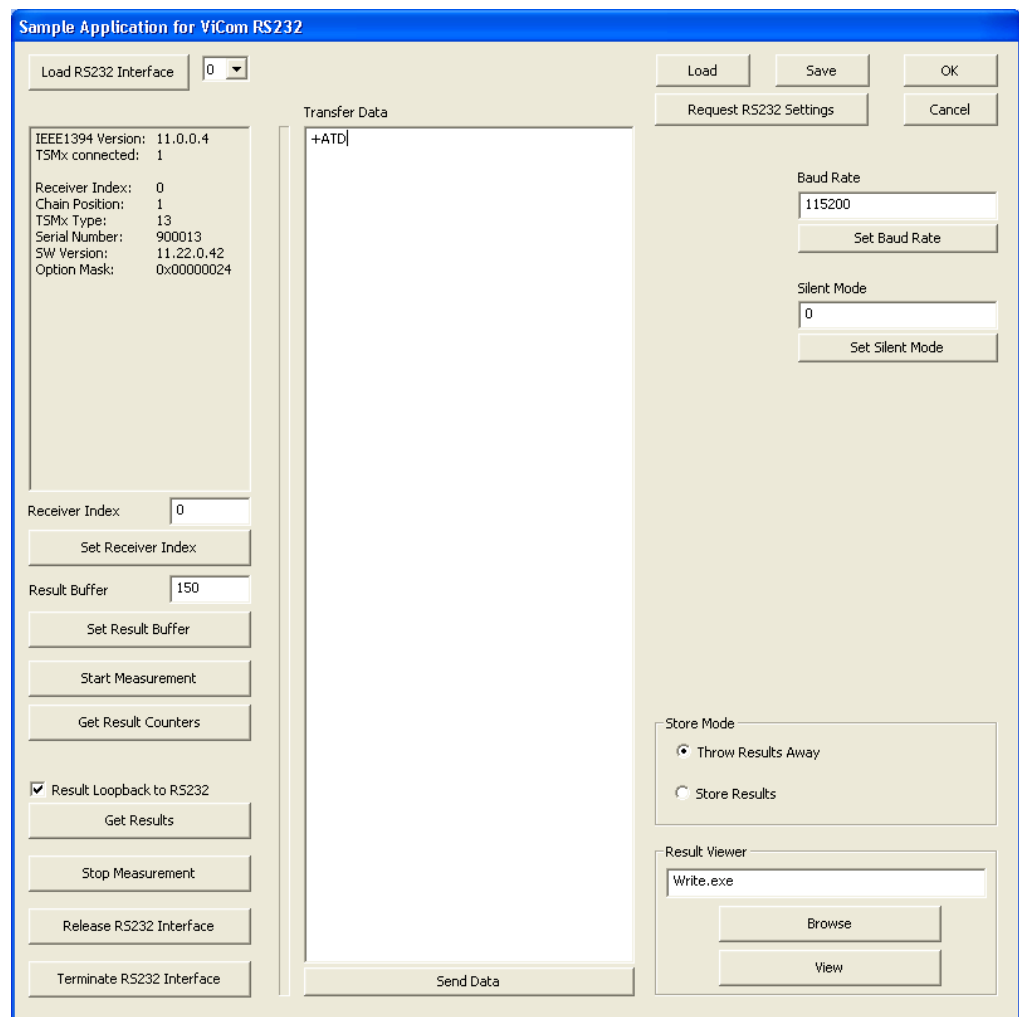 Sample Application for ViCom RS232
Load RS232 Interface
0
Load
Save
OK
Request RS232 Settings
Cancel
IEEE1394 Version: 11.0.0.4
TSMx connected: 1
Receiver Index: 0
Chain Position: 1
TSMx Type: 13
Serial Number: 900013
SW Version: 11.22.0.42
Option Mask: 0x00000024
Receiver Index 0
Set Receiver Index
Result Buffer 150
Set Result Buffer
Start Measurement
Get Result Counters
Result Loopback to RS232
Get Results
Stop Measurement
Release RS232 Interface
Terminate RS232 Interface
Transfer Data
+ATD
Send Data
Baud Rate
115200
Set Baud Rate
Silent Mode
0
Set Silent Mode
Store Mode
Throw Results Away
Store Results
Result Viewer
Write.exe
Browse
View